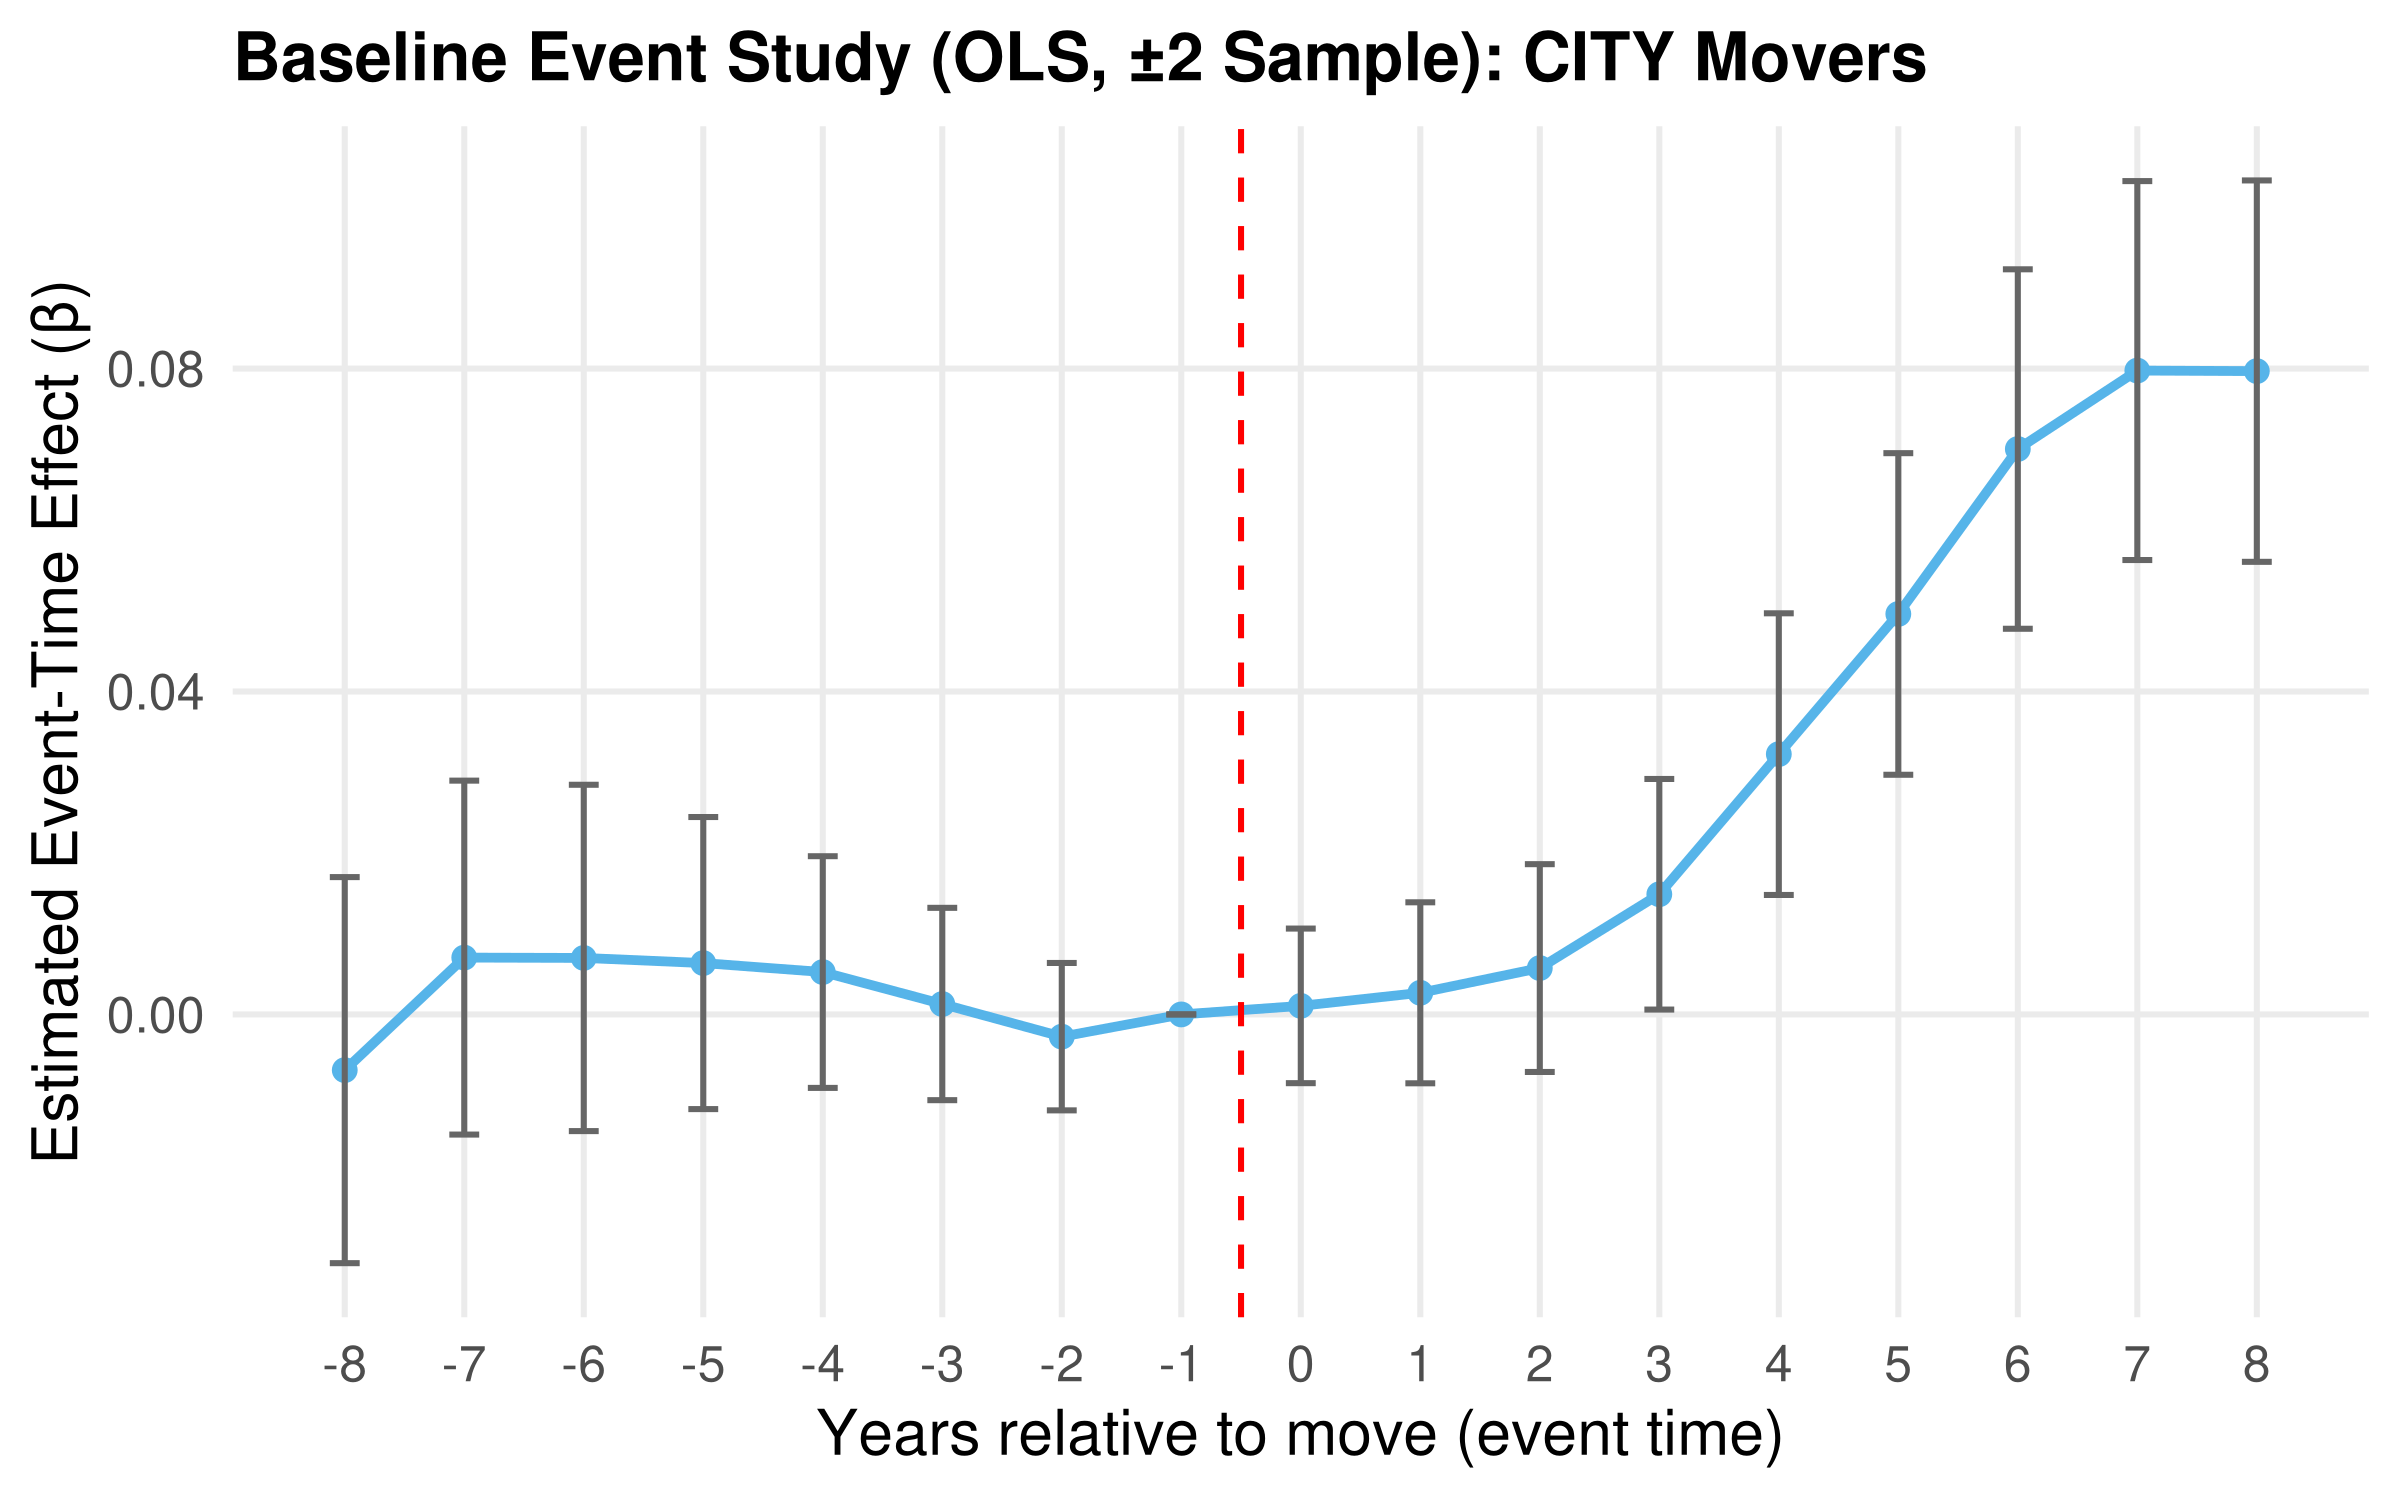 Baseline Event Study (OLS, ±2 Sample): CITY Movers
Estimated Event-Time Effect (β)
0.08
0.04
0.00
-8 -7 -6 -5 -4 -3 -2 -1 0 1 2 3 4 5 6 7 8
Years relative to move (event time)